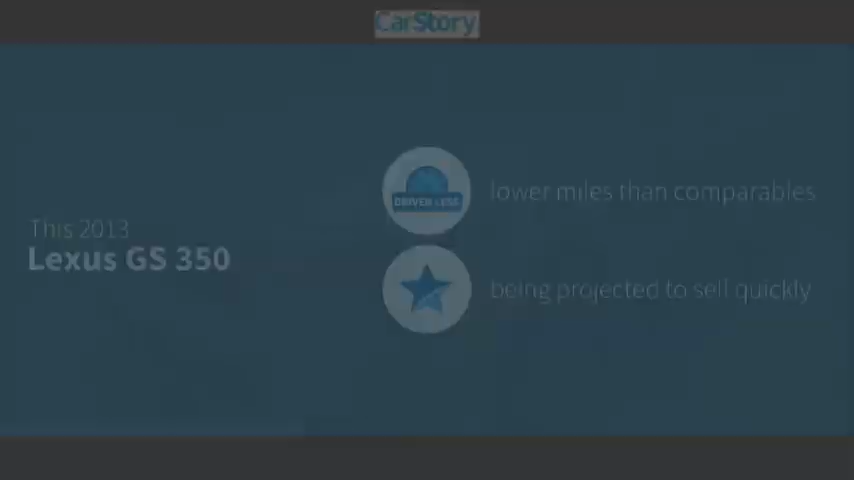 CarStory
This 2013
Lexus GS 350
DRIVEN LESS
lower miles than comparables
being projected to sell quickly